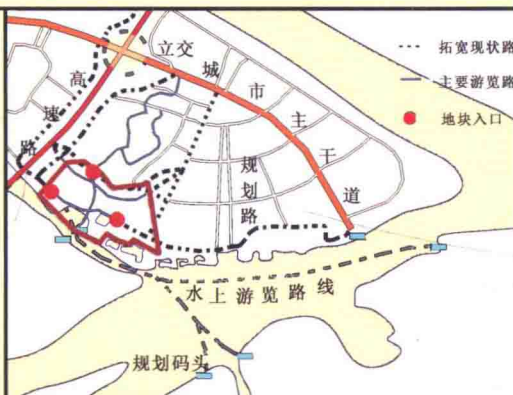 立交
高速路
城市主干道
规划路
水上游览路线
规划码头
拓宽现状路
主要游览路
地块入口